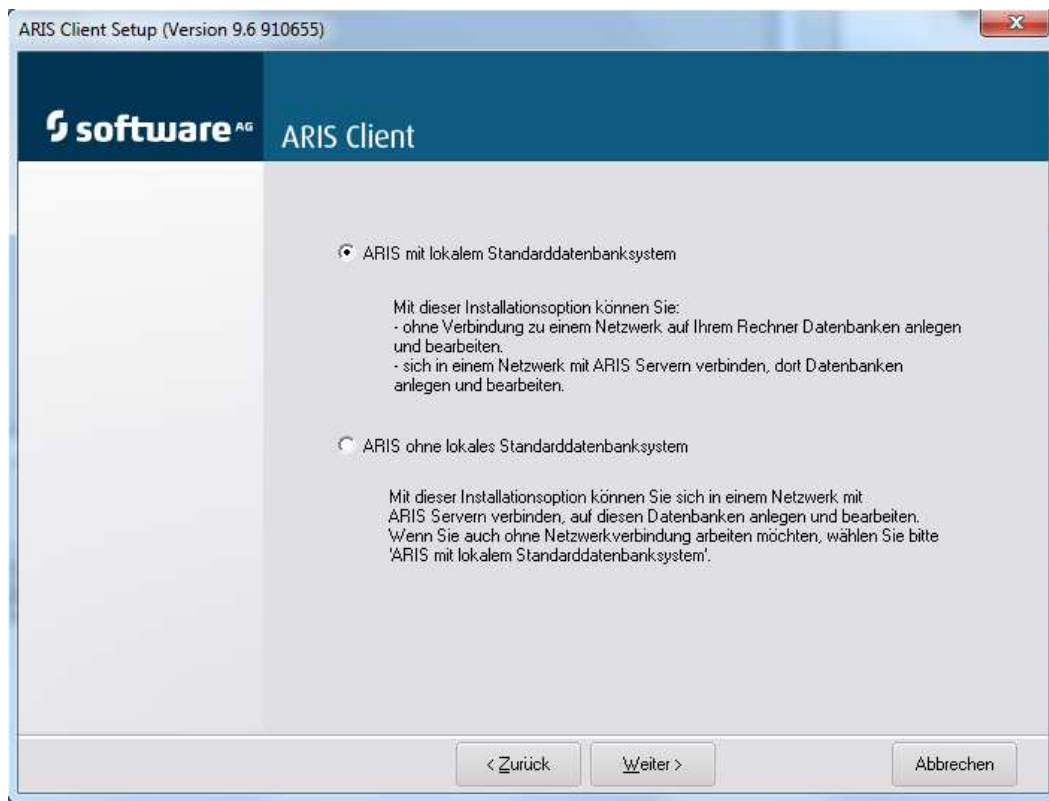 ARIS Client Setup (Version 9.6 910655)
software AG
ARIS Client
ARIS mit lokalem Standarddatenbanksystem
Mit dieser Installationsoption können Sie:
- ohne Verbindung zu einem Netzwerk auf Ihrem Rechner Datenbanken anlegen
und bearbeiten.
- sich in einem Netzwerk mit ARIS Servern verbinden, dort Datenbanken
anlegen und bearbeiten.
ARIS ohne lokales Standarddatenbanksystem
Mit dieser Installationsoption können Sie sich in einem Netzwerk mit
ARIS Servern verbinden, auf diesen Datenbanken anlegen und bearbeiten.
Wenn Sie auch ohne Netzwerkverbindung arbeiten möchten, wählen Sie bitte
'ARIS mit lokalem Standarddatenbanksystem'.
< Zurück
Weiter >
Abbrechen